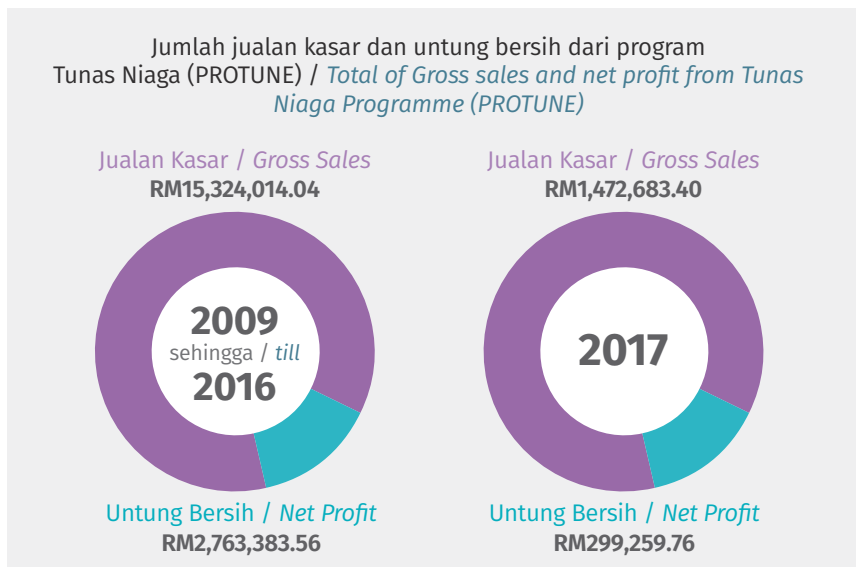 Jumlah jualan kasar dan untung bersih dari program
Tunas Niaga (PROTUNE) / Total of Gross sales and net profit from Tunas
Niaga Programme (PROTUNE)
Jualan Kasar / Gross Sales
RM15,324,014.04
2009
sehingga / till
2016
Untung Bersih / Net Profit
RM2,763,383.56
Jualan Kasar / Gross Sales
RM1,472,683.40
2017
Untung Bersih / Net Profit
RM299,259.76